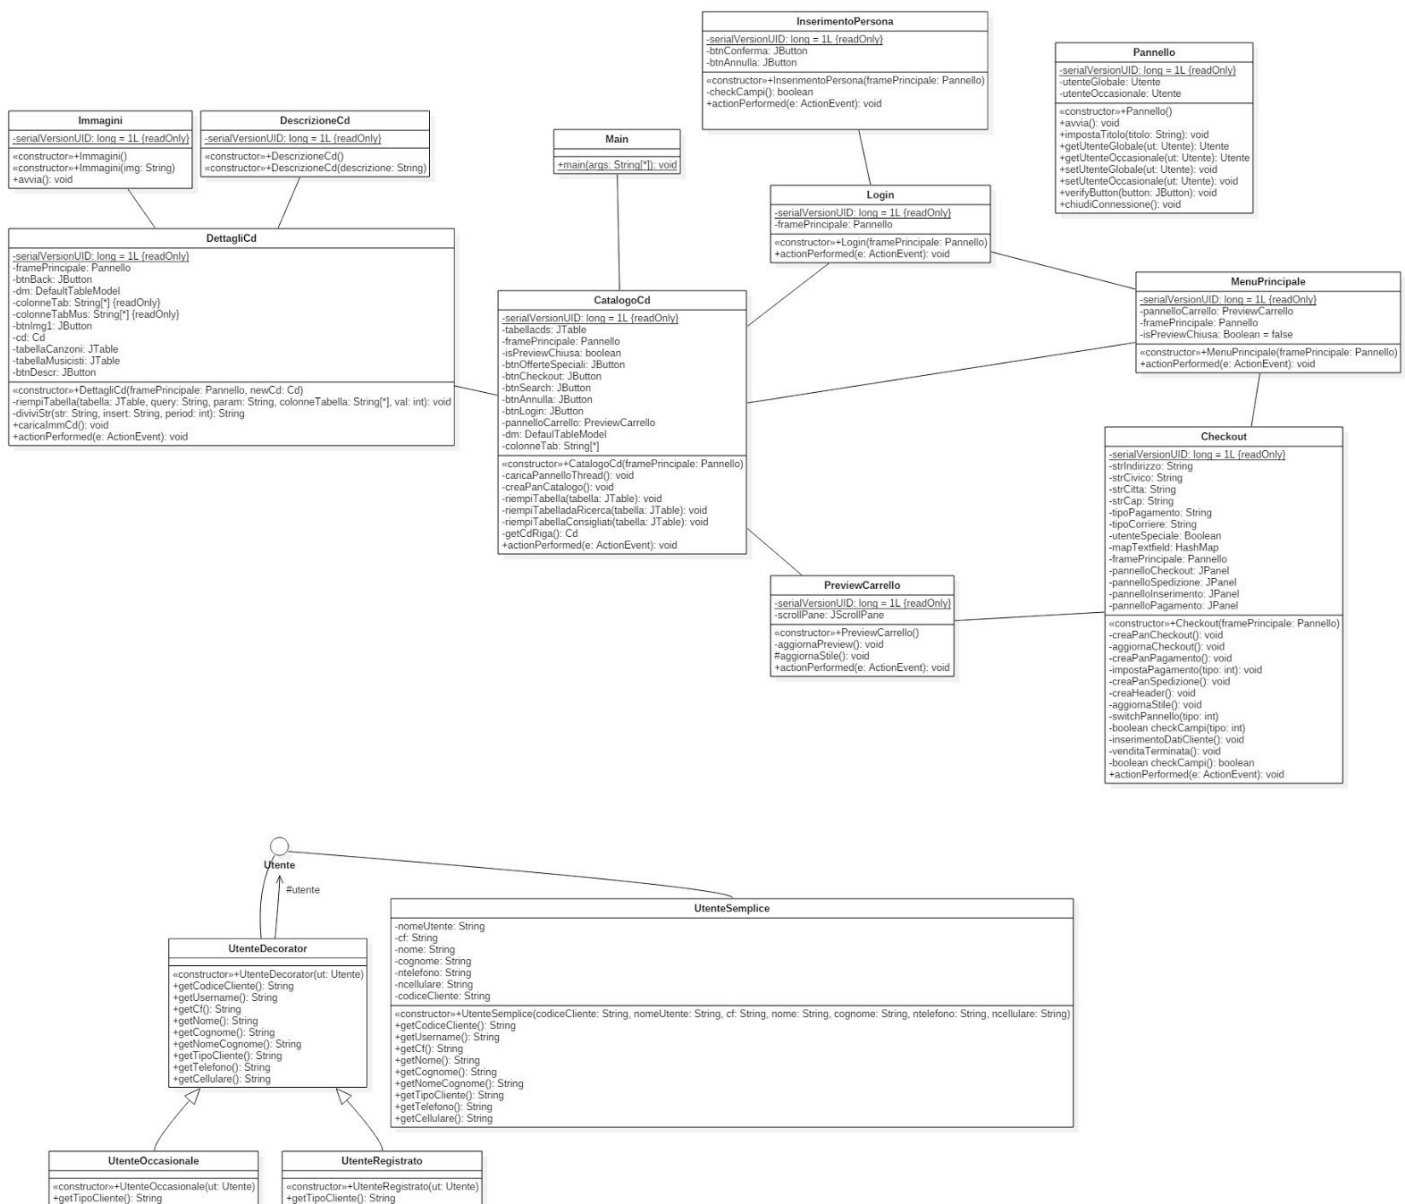 InserimentoPersona
-serialVersionUID: long = 1L {readOnly}
-btnConferma: JButton
-btnAnnulla: JButton
«constructor»+InserimentoPersona(framePrincipale: Pannello)
-checkCampi(): boolean
+actionPerformed(e: ActionEvent): void
Pannello
-serialVersionUID: long = 1L {readOnly}
-utenteGlobale: Utente
-utenteOccasionale: Utente
«constructor»+Pannello()
+avvia(): void
+impostaTitolo(titolo: String): void
+getUtenteGlobale(ut: Utente): Utente
+getUtenteOccasionale(ut: Utente): Utente
+setUtenteGlobale(ut: Utente): void
+setUtenteOccasionale(ut: Utente): void
+verifyButton(button: JButton): void
+chiudiConnessione(): void
Immagini
-serialVersionUID: long = 1L {readOnly}
«constructor»+Immagini()
«constructor»+Immagini(img: String)
+avvia(): void
DescrizioneCd
-serialVersionUID: long = 1L {readOnly}
«constructor»+DescrizioneCd()
«constructor»+DescrizioneCd(descrizione: String)
Main
+main(args: String[*]): void
Login
-serialVersionUID: long = 1L {readOnly}
-framePrincipale: Pannello
«constructor»+Login(framePrincipale: Pannello)
+actionPerformed(e: ActionEvent): void
DettagliCd
-serialVersionUID: long = 1L {readOnly}
-framePrincipale: Pannello
-btnBack: JButton
-dm: DefaultTableModel
-colonneTab: String[*] {readOnly}
-colonneTabMus: String[*] {readOnly}
-btnImg1: JButton
-cd: Cd
-tabellaCanzoni: JTable
-tabellaMusicisti: JTable
-btnDescr: JButton
«constructor»+DettagliCd(framePrincipale: Pannello, newCd: Cd)
-riempiTabella(tabella: JTable, query: String, param: String, colonneTabella: String[*], val: int): void
-diviviStr(str: String, insert: String, period: int): String
+caricaImmCd(): void
+actionPerformed(e: ActionEvent): void
CatalogoCd
-serialVersionUID: long = 1L {readOnly}
-tabellacds: JTable
-framePrincipale: Pannello
-isPreviewChiusa: boolean
-btnOfferteSpeciali: JButton
-btnCheckout: JButton
-btnSearch: JButton
-btnAnnulla: JButton
-btnLogin: JButton
-pannelloCarrello: PreviewCarrello
-dm: DefaulTableModel
-colonneTab: String[*]
«constructor»+CatalogoCd(framePrincipale: Pannello)
-caricaPannelloThread(): void
-creaPanCatalogo(): void
-riempiTabella(tabella: JTable): void
-riempiTabelladaRicerca(tabella: JTable): void
-riempiTabellaConsigliati(tabella: JTable): void
-getCdRiga(): Cd
+actionPerformed(e: ActionEvent): void
MenuPrincipale
-serialVersionUID: long = 1L {readOnly}
-pannelloCarrello: PreviewCarrello
-framePrincipale: Pannello
-isPreviewChiusa: Boolean = false
«constructor»+MenuPrincipale(framePrincipale: Pannello)
+actionPerformed(e: ActionEvent): void
Checkout
-serialVersionUID: long = 1L {readOnly}
-strIndirizzo: String
-strCivico: String
-strCitta: String
-strCap: String
-tipoPagamento: String
-tipoCorriere: String
-utenteSpeciale: Boolean
-mapTextfield: HashMap
-framePrincipale: Pannello
-pannelloCheckout: JPanel
-pannelloSpedizione: JPanel
-pannelloInserimento: JPanel
-pannelloPagamento: JPanel
«constructor»+Checkout(framePrincipale: Pannello)
-creaPanCheckout(): void
-aggiornaCheckout(): void
-creaPanPagamento(): void
-impostaPagamento(tipo: int): void
-creaPanSpedizione(): void
-creaHeader(): void
-aggiornaStile(): void
-switchPannello(tipo: int)
-boolean checkCampi(tipo: int)
-inserimentoDatiCliente(): void
-venditaTerminata(): void
-boolean checkCampi(): boolean
+actionPerformed(e: ActionEvent): void
PreviewCarrello
-serialVersionUID: long = 1L {readOnly}
-scrollPane: JScrollPane
«constructor»+PreviewCarrello()
-aggiornaPreview(): void
#aggiornaStile(): void
+actionPerformed(e: ActionEvent): void
Utente
#utente
UtenteDecorator
«constructor»+UtenteDecorator(ut: Utente)
+getCodiceCliente(): String
+getUsername(): String
+getCf(): String
+getNome(): String
+getCognome(): String
+getNomeCognome(): String
+getTipoCliente(): String
+getTelefono(): String
+getCellulare(): String
UtenteSemplice
-nomeUtente: String
-cf: String
-nome: String
-cognome: String
-ntelefono: String
-ncellulare: String
-codiceCliente: String
«constructor»+UtenteSemplice(codiceCliente: String, nomeUtente: String, cf: String, nome: String, cognome: String, ntelefono: String, ncellulare: String)
+getCodiceCliente(): String
+getUsername(): String
+getCf(): String
+getNome(): String
+getCognome(): String
+getNomeCognome(): String
+getTipoCliente(): String
+getTelefono(): String
+getCellulare(): String
UtenteOccasionale
«constructor»+UtenteOccasionale(ut: Utente)
+getTipoCliente(): String
UtenteRegistrato
«constructor»+UtenteRegistrato(ut: Utente)
+getTipoCliente(): String